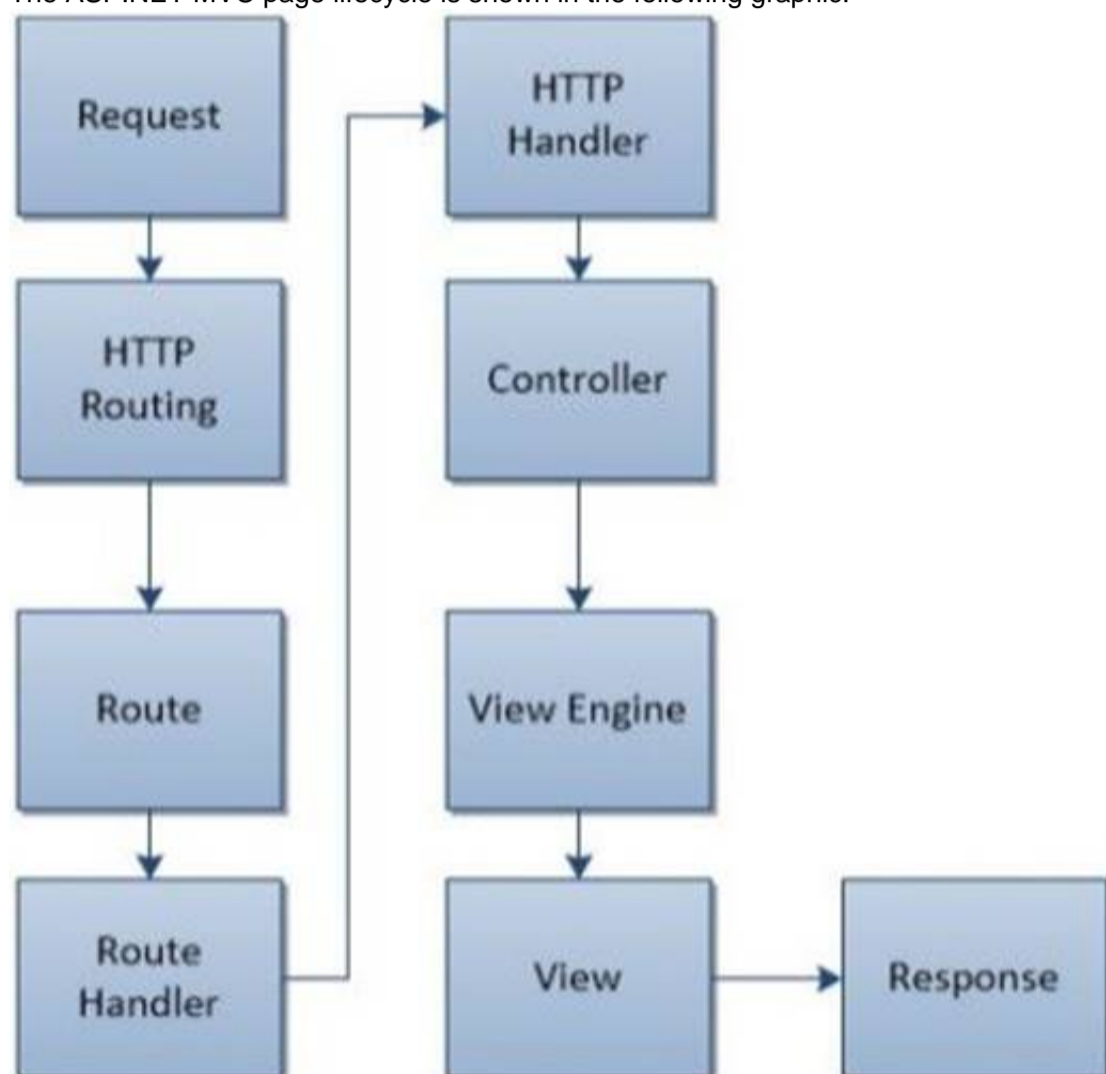 The ASP.NET MVC page lifecycle is shown in the following graphic.
Request
HTTP
Routing
Route
Route
Handler
HTTP
Handler
Controller
View Engine
View
Response